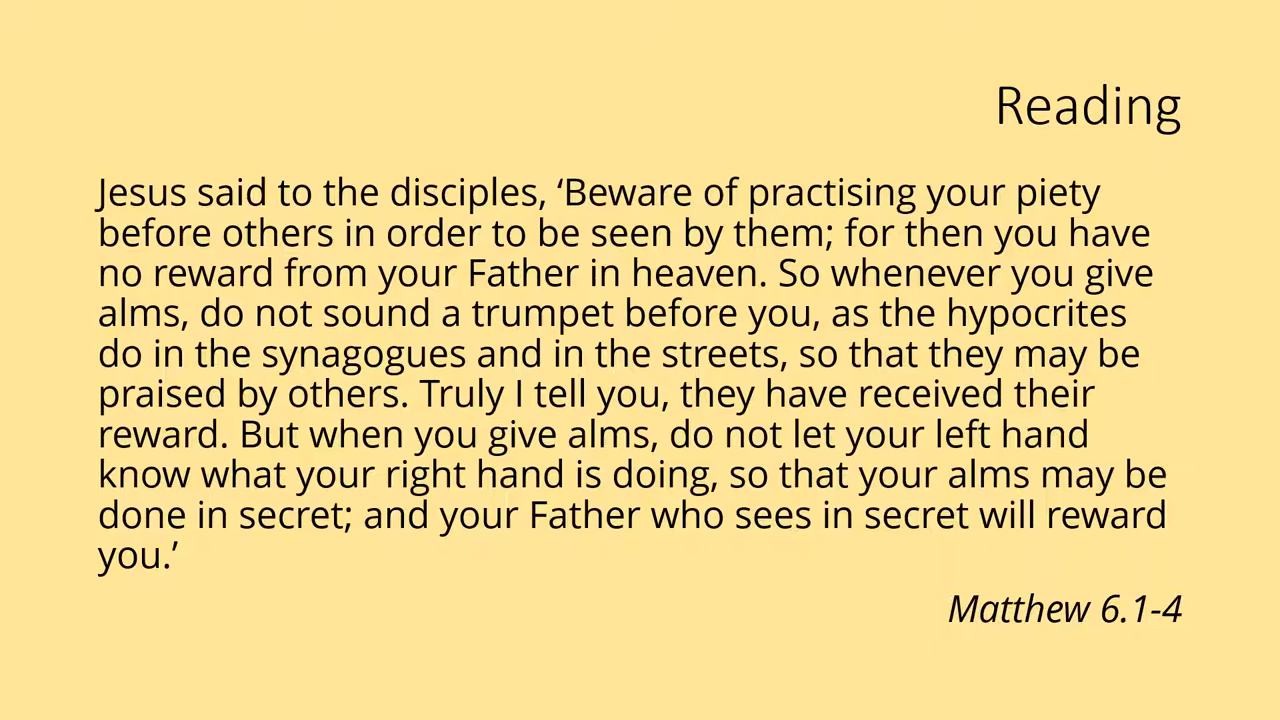 Reading
Jesus said to the disciples, ‘Beware of practising your piety
before others in order to be seen by them; for then you have
no reward from your Father in heaven. So whenever you give
alms, do not sound a trumpet before you, as the hypocrites
do in the synagogues and in the streets, so that they may be
praised by others. Truly I tell you, they have received their
reward. But when you give alms, do not let your left hand
know what your right hand is doing, so that your alms may be
done in secret; and your Father who sees in secret will reward
you.’
Matthew 6.1-4